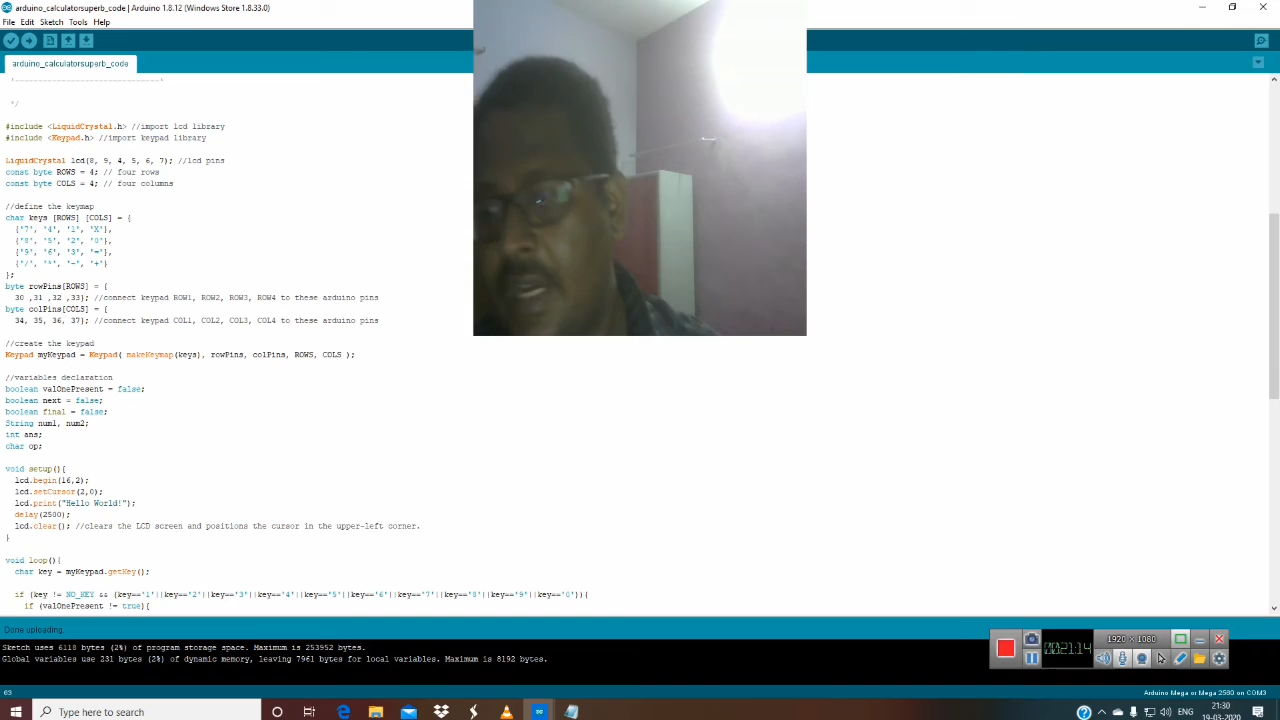 arduino_calculatorsuperb_code | Arduino 1.8.12 (Windows Store 1.8.33.0)
File Edit Sketch Tools Help
arduino_calculatorsuperb_code
*/
#include <LiquidCrystal.h> //import lcd library
#include <Keypad.h> //import keypad library
LiquidCrystal lcd(8, 9, 4, 5, 6, 7); //lcd pins
const byte ROWS = 4; // four rows
const byte COLS = 4; // four columns
//define the keymap
char keys [ROWS] [COLS] = {
{'7', '4', '1', 'X'},
{'8', '5', '2', '0'},
{'9', '6', '3', '='},
{'/', '*', '-', '+'}
};
byte rowPins[ROWS] = {
30 ,31 ,32 ,33}; //connect keypad ROW1, ROW2, ROW3, ROW4 to these arduino pins
byte colPins[COLS] = {
34, 35, 36, 37}; //connect keypad COL1, COL2, COL3, COL4 to these arduino pins
//create the keypad
Keypad myKeypad = Keypad( makeKeymap(keys), rowPins, colPins, ROWS, COLS );
//variables declaration
boolean valOnePresent = false;
boolean next = false;
boolean final = false;
String num1, num2;
int ans;
char op;
void setup(){
lcd.begin(16,2);
lcd.setCursor(2,0);
lcd.print("Hello World!");
delay(2500);
lcd.clear(); //clears the LCD screen and positions the cursor in the upper-left corner.
}
void loop(){
char key = myKeypad.getKey();
if (key != NO_KEY && (key=='1'||key=='2'||key=='3'||key=='4'||key=='5'||key=='6'||key=='7'||key=='8'||key=='9'||key=='0')){
if (valOnePresent != true){
Done uploading.
Sketch uses 6118 bytes (2%) of program storage space. Maximum is 253952 bytes.
Global variables use 231 bytes (2%) of dynamic memory, leaving 7961 bytes for local variables. Maximum is 8192 bytes.
1920 × 1080
00:21:14
63
Arduino Mega or Mega 2560 on COM3
Type here to search
21:30
19-03-2020